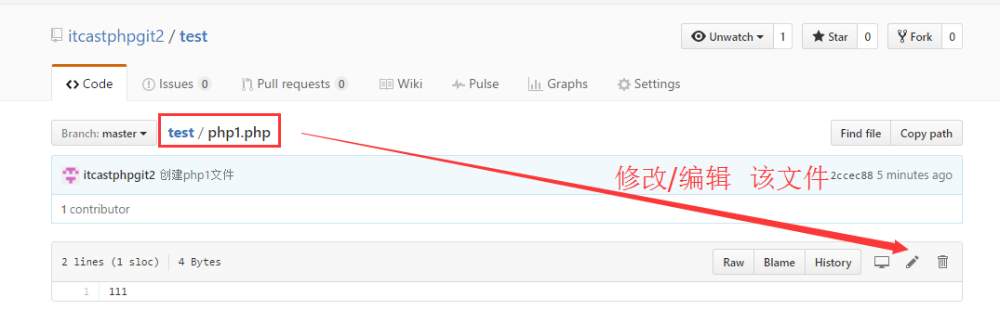 itcastphpgit2 / test
Unwatch 1 Star 0 Fork 0
Code Issues 0 Pull requests 0 Wiki Pulse Graphs Settings
Branch: master test / php1.php Find file Copy path
itcastphpgit2 创建php1文件 修改/编辑 该文件 2ccec88 5 minutes ago
1 contributor
2 lines (1 sloc) 4 Bytes Raw Blame History
1 111